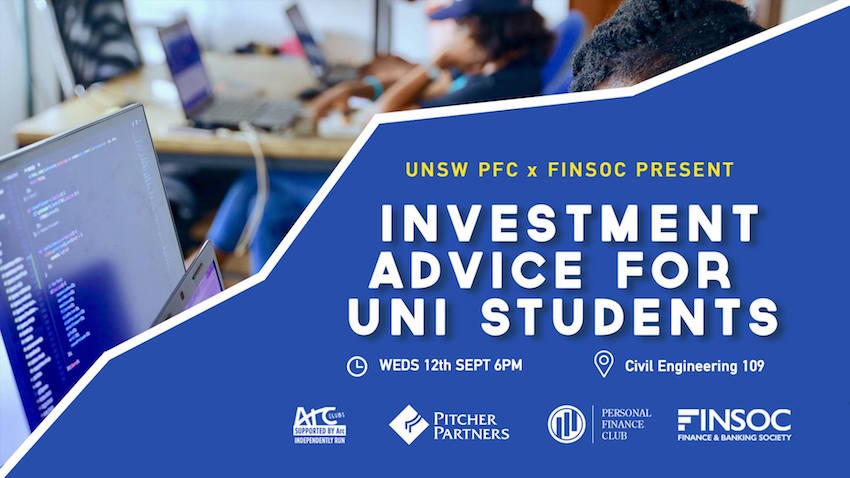 UNSW PFC x FINSOC PRESENT
INVESTMENT
ADVICE FOR
UNI STUDENTS
WEDS 12th SEPT 6PM
Civil Engineering 109
Arc CLUBS
SUPPORTED BY Arc
INDEPENDENTLY RUN
PITCHER
PARTNERS
PERSONAL
FINANCE
CLUB
FINSOC
FINANCE & BANKING SOCIETY